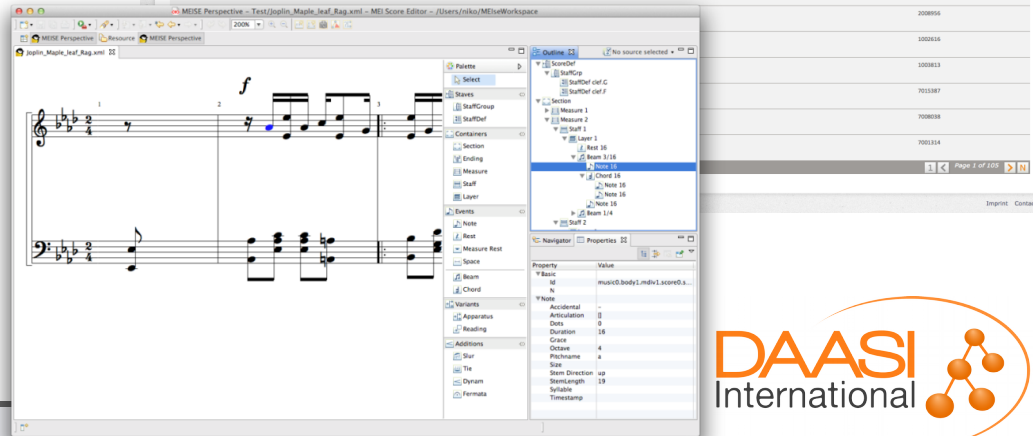 MEISE Perspective – Test/Joplin_Maple_leaf_Rag.xml – MEI Score Editor – /Users/niko/MEIseWorkspace
200%
MEISE Perspective Resource MEISE Perspective
Joplin_Maple_leaf_Rag.xml
f
1 2 3
2
4
2
4
Palette
Select
Staves
StaffGroup
StaffDef
Containers
Section
Ending
Measure
Staff
Layer
Events
Note
Rest
Measure Rest
Space
Beam
Chord
Variants
Apparatus
Reading
Additions
Slur
Tie
Dynam
Fermata
Outline No source selected
ScoreDef
StaffGrp
StaffDef clef.G
StaffDef clef.F
Section
Measure 1
Measure 2
Staff 1
Layer 1
Rest 16
Beam 3/16
Note 16
Chord 16
Note 16
Note 16
Note 16
Beam 1/4
Staff 2
Navigator Properties
Property Value
Basic
Id music0.body1.mdiv1.score0.s...
N
Note
Accidental –
Articulation []
Dots 0
Duration 16
Grace
Octave 4
Pitchname a
Size
Stem Direction up
StemLength 19
Syllable
Timestamp
2008956
1002616
1003813
7015387
7008038
7001314
1 < Page 1 of 105 > N
Imprint Contac
DAASI
International